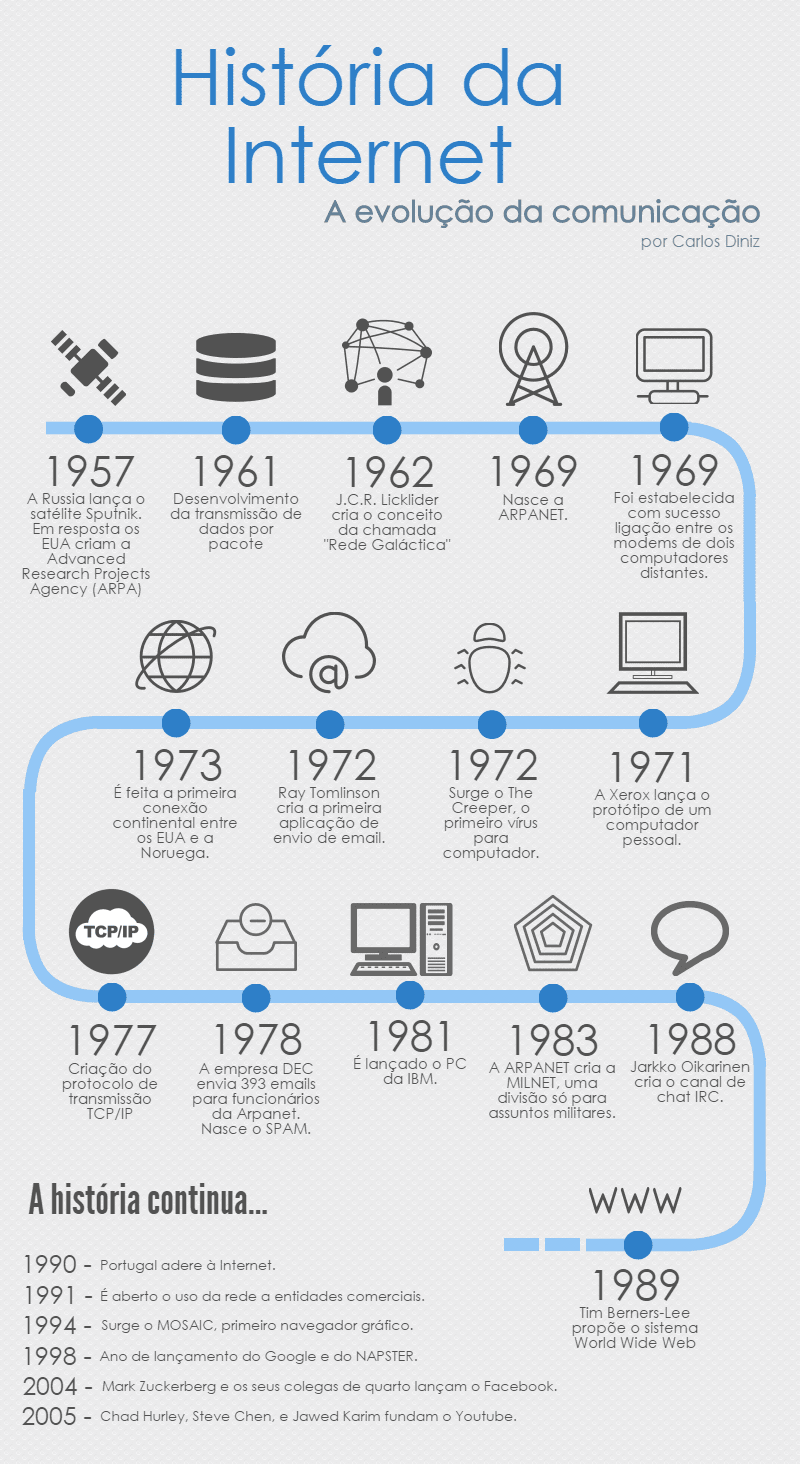 História da
Internet
A evolução da comunicação
por Carlos Diniz
1957
A Russia lança o
satélite Sputnik.
Em resposta os
EUA criam a
Advanced
Research Projects
Agency (ARPA)
1961
Desenvolvimento
da transmissão de
dados por
pacote
1962
J.C.R. Licklider
cria o conceito
da chamada
"Rede Galáctica"
1969
Nasce a
ARPANET.
1969
Foi estabelecida
com sucesso
ligação entre os
modems de dois
computadores
distantes.
1971
A Xerox lança o
protótipo de um
computador
pessoal.
1972
Surge o The
Creeper, o
primeiro vírus
para
computador.
@
1972
Ray Tomlinson
cria a primeira
aplicação de
envio de email.
1973
É feita a primeira
conexão
continental entre
os EUA e a
Noruega.
TCP/IP
1977
Criação do
protocolo de
transmissão
TCP/IP
1978
A empresa DEC
envia 393 emails
para funcionários
da Arpanet.
Nasce o SPAM.
1981
É lançado o PC
da IBM.
1983
A ARPANET cria a
MILNET, uma
divisão só para
assuntos militares.
1988
Jarkko Oikarinen
cria o canal de
chat IRC.
WWW
1989
Tim Berners-Lee
propõe o sistema
World Wide Web
A história continua...
1990 - Portugal adere à Internet.
1991 - É aberto o uso da rede a entidades comerciais.
1994 - Surge o MOSAIC, primeiro navegador gráfico.
1998 - Ano de lançamento do Google e do NAPSTER.
2004 - Mark Zuckerberg e os seus colegas de quarto lançam o Facebook.
2005 - Chad Hurley, Steve Chen, e Jawed Karim fundam o Youtube.